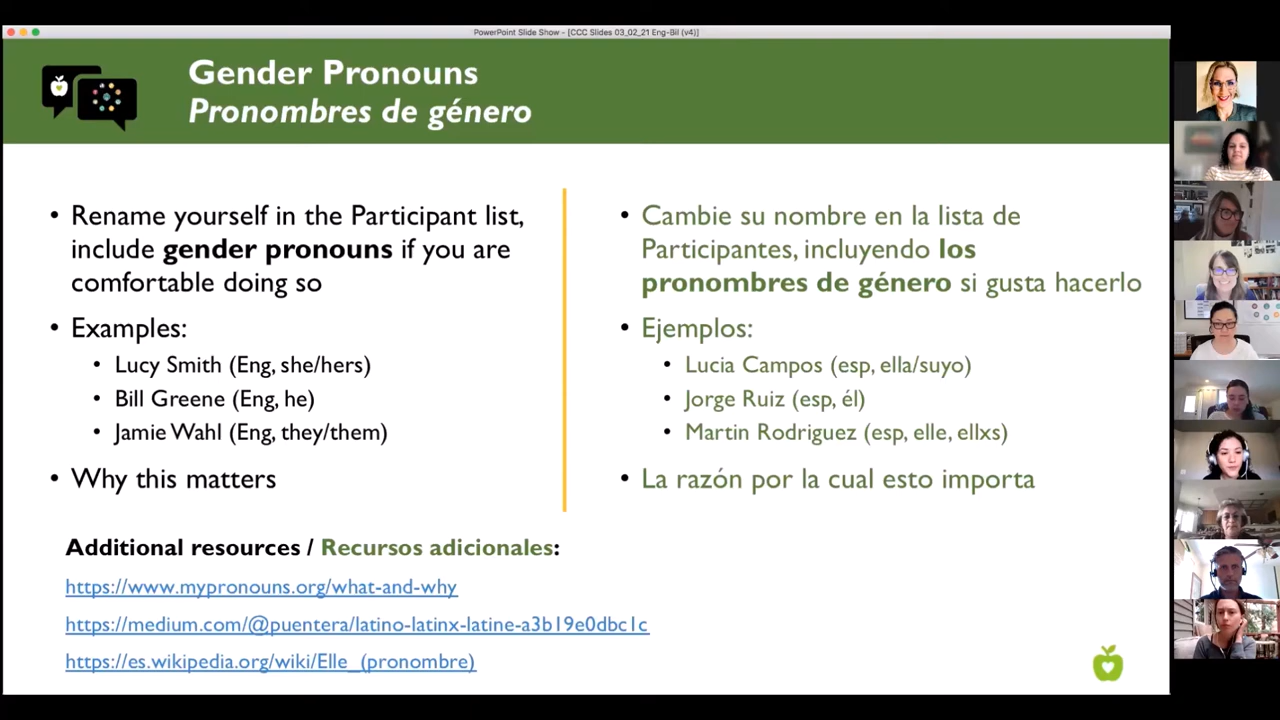 PowerPoint Slide Show - [CCC Slides 03_02_21 Eng-Bil (v4)]
Gender Pronouns
Pronombres de género
• Rename yourself in the Participant list,
include gender pronouns if you are
comfortable doing so
• Examples:
• Lucy Smith (Eng, she/hers)
• Bill Greene (Eng, he)
• Jamie Wahl (Eng, they/them)
• Why this matters
• Cambie su nombre en la lista de
Participantes, incluyendo los
pronombres de género si gusta hacerlo
• Ejemplos:
• Lucia Campos (esp, ella/suyo)
• Jorge Ruiz (esp, él)
• Martin Rodriguez (esp, elle, ellxs)
• La razón por la cual esto importa
Additional resources / Recursos adicionales:
https://www.mypronouns.org/what-and-why
https://medium.com/@puentera/latino-latinx-latine-a3b19e0dbc1c
https://es.wikipedia.org/wiki/Elle_(pronombre)